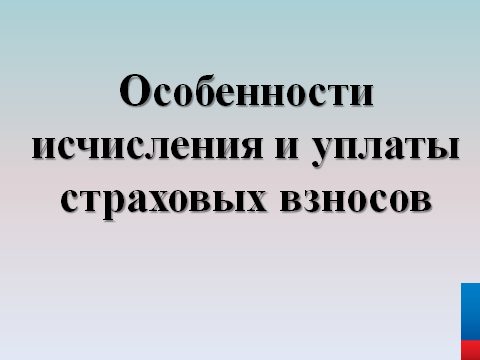 Особенности
исчисления и уплаты
страховых взносов